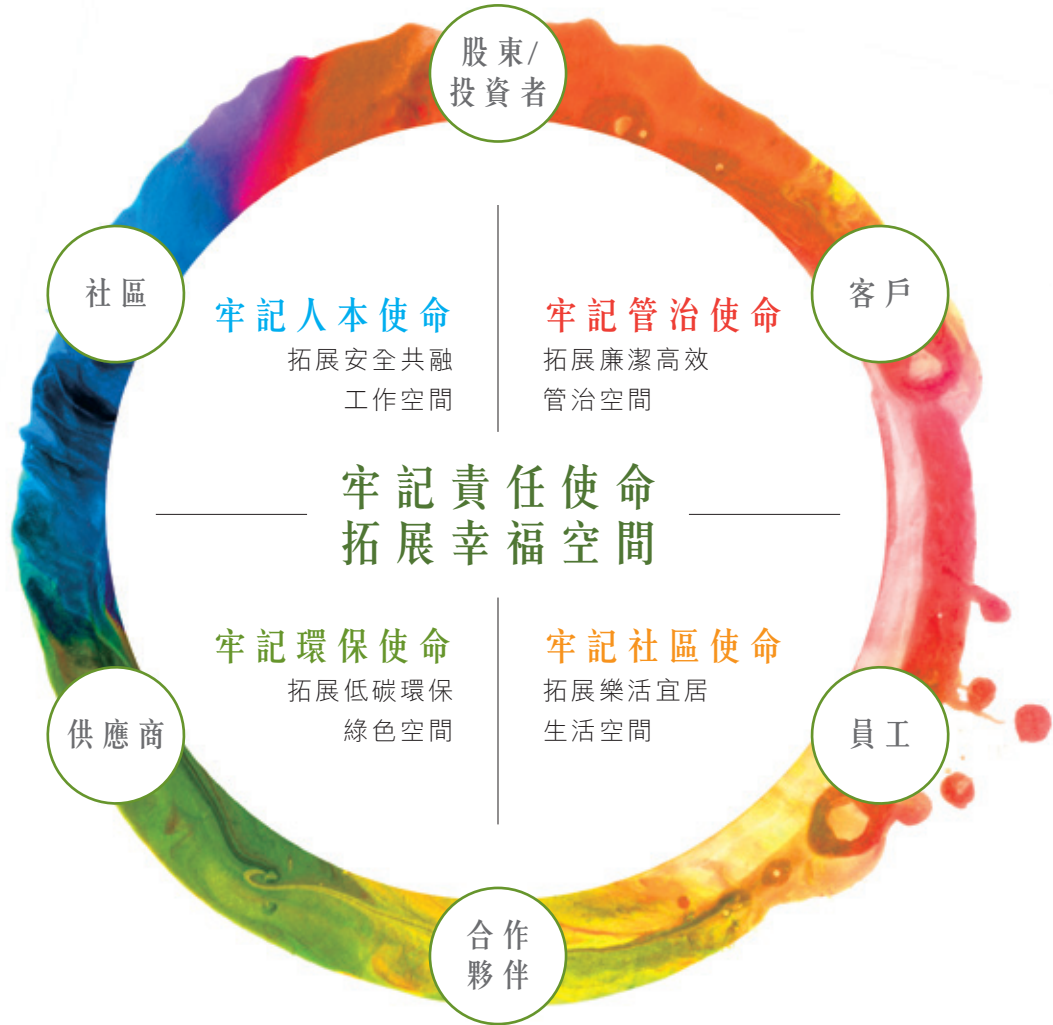 股東/
投資者
社區
客戶
牢記人本使命
拓展安全共融
工作空間
牢記管治使命
拓展廉潔高效
管治空間
牢記責任使命
拓展幸福空間
牢記環保使命
拓展低碳環保
綠色空間
牢記社區使命
拓展樂活宜居
生活空間
供應商
員工
合作
夥伴